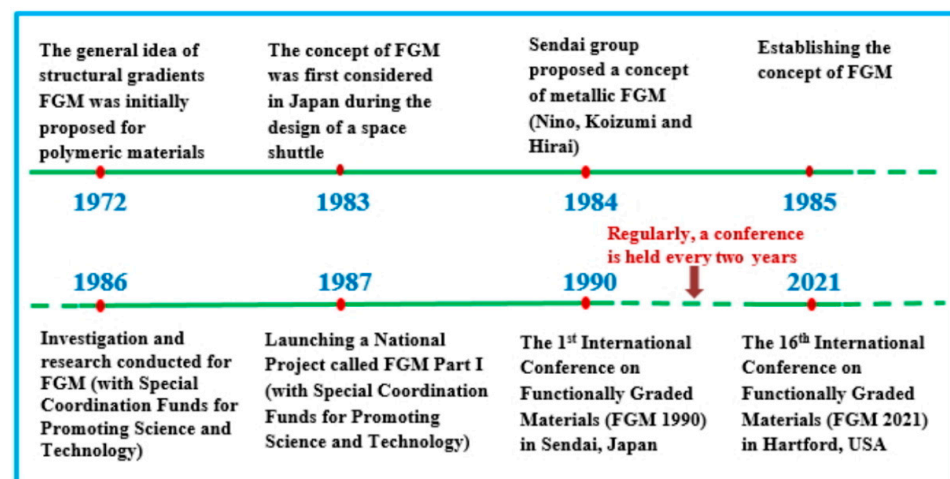 The general idea of
structural gradients
FGM was initially
proposed for
polymeric materials
The concept of FGM
was first considered
in Japan during the
design of a space
shuttle
Sendai group
proposed a concept
of metallic FGM
(Nino, Koizumi and
Hirai)
Establishing the
concept of FGM
1972
1983
1984
1985
Regularly, a conference
is held every two years
1986
1987
1990
2021
Investigation and
research conducted for
FGM (with Special
Coordination Funds for
Promoting Science and
Technology)
Launching a National
Project called FGM Part I
(with Special Coordination
Funds for Promoting
Science and Technology)
The 1st International
Conference on
Functionally Graded
Materials (FGM 1990)
in Sendai, Japan
The 16th International
Conference on
Functionally Graded
Materials (FGM 2021)
in Hartford, USA